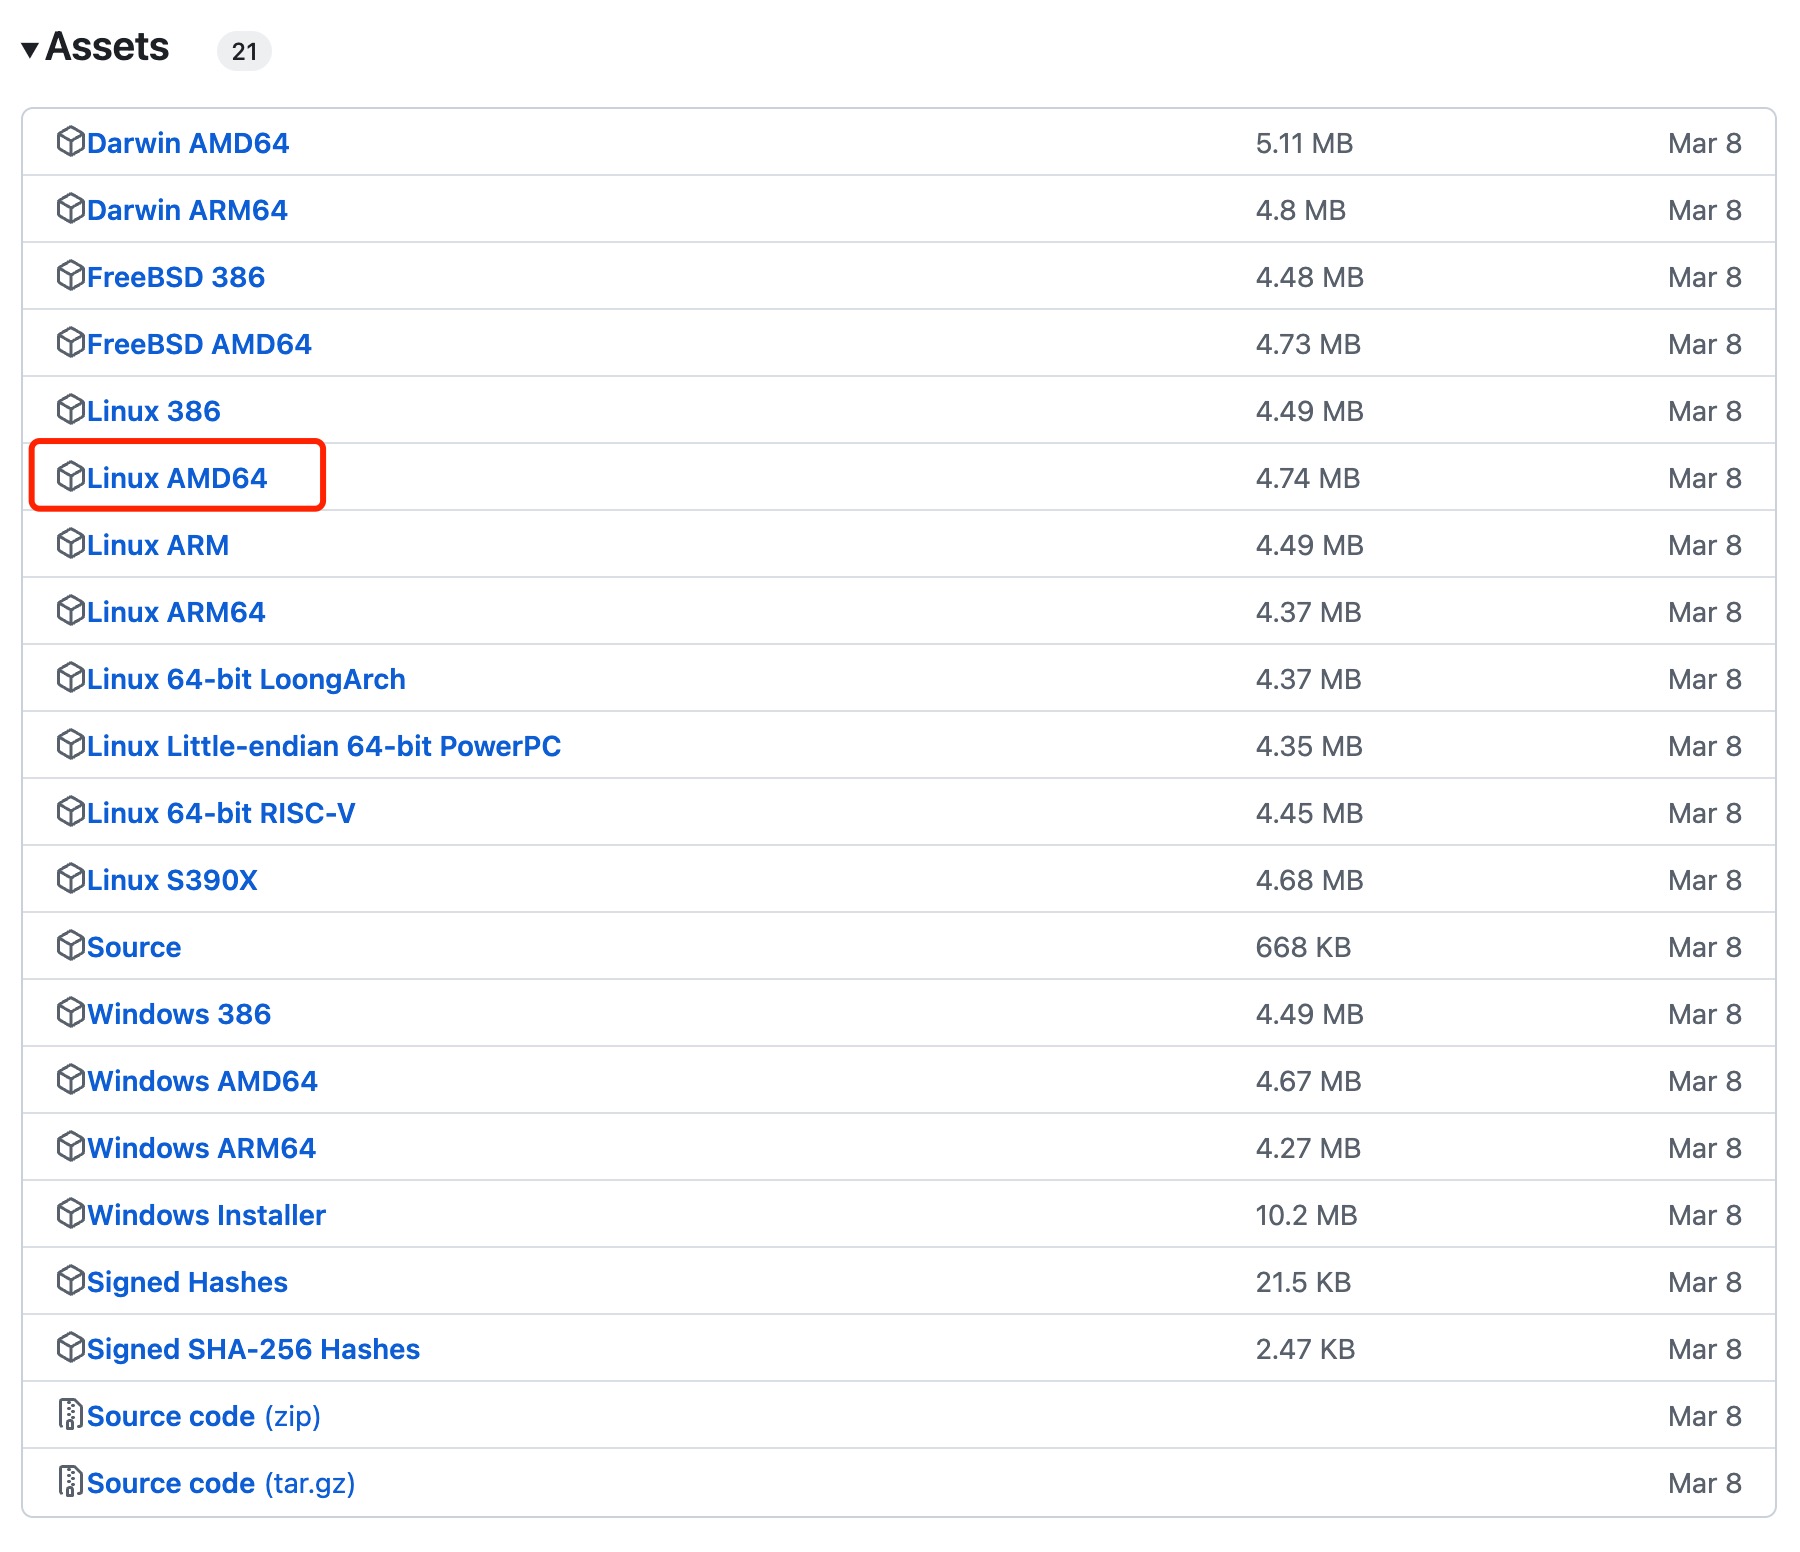 Assets 21
Darwin AMD64 5.11 MB Mar 8
Darwin ARM64 4.8 MB Mar 8
FreeBSD 386 4.48 MB Mar 8
FreeBSD AMD64 4.73 MB Mar 8
Linux 386 4.49 MB Mar 8
Linux AMD64 4.74 MB Mar 8
Linux ARM 4.49 MB Mar 8
Linux ARM64 4.37 MB Mar 8
Linux 64-bit LoongArch 4.37 MB Mar 8
Linux Little-endian 64-bit PowerPC 4.35 MB Mar 8
Linux 64-bit RISC-V 4.45 MB Mar 8
Linux S390X 4.68 MB Mar 8
Source 668 KB Mar 8
Windows 386 4.49 MB Mar 8
Windows AMD64 4.67 MB Mar 8
Windows ARM64 4.27 MB Mar 8
Windows Installer 10.2 MB Mar 8
Signed Hashes 21.5 KB Mar 8
Signed SHA-256 Hashes 2.47 KB Mar 8
Source code (zip) Mar 8
Source code (tar.gz) Mar 8